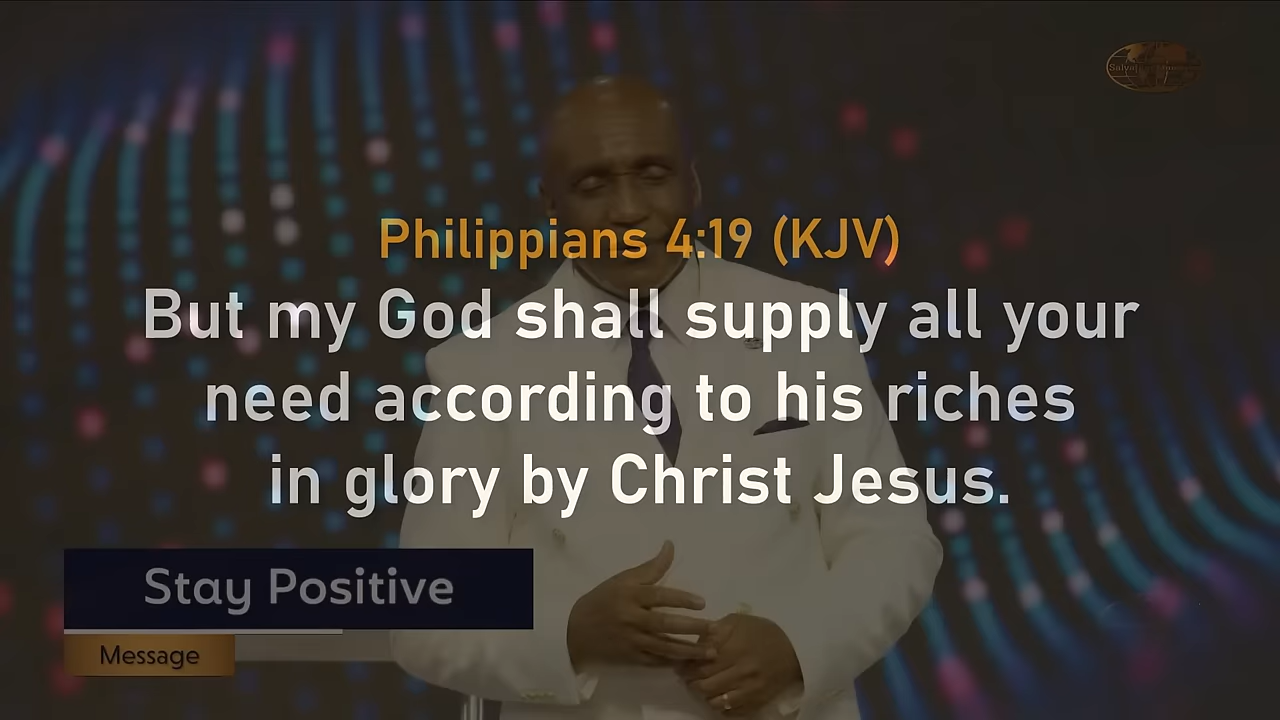 Philippians 4:19 (KJV)
But my God shall supply all your
need according to his riches
in glory by Christ Jesus.
Stay Positive
Message